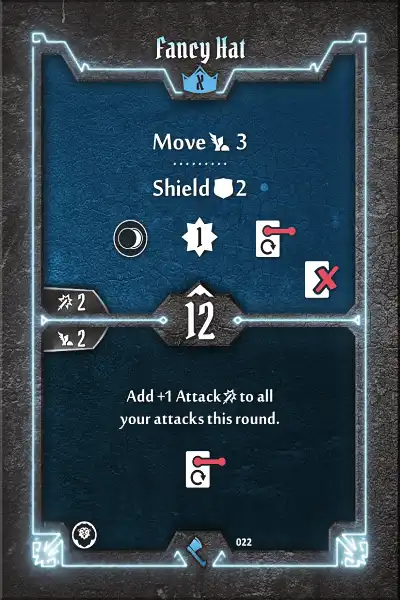 Fancy Hat
X
Move 3
Shield 2
1
2
12
2
Add +1 Attack to all
your attacks this round.
022